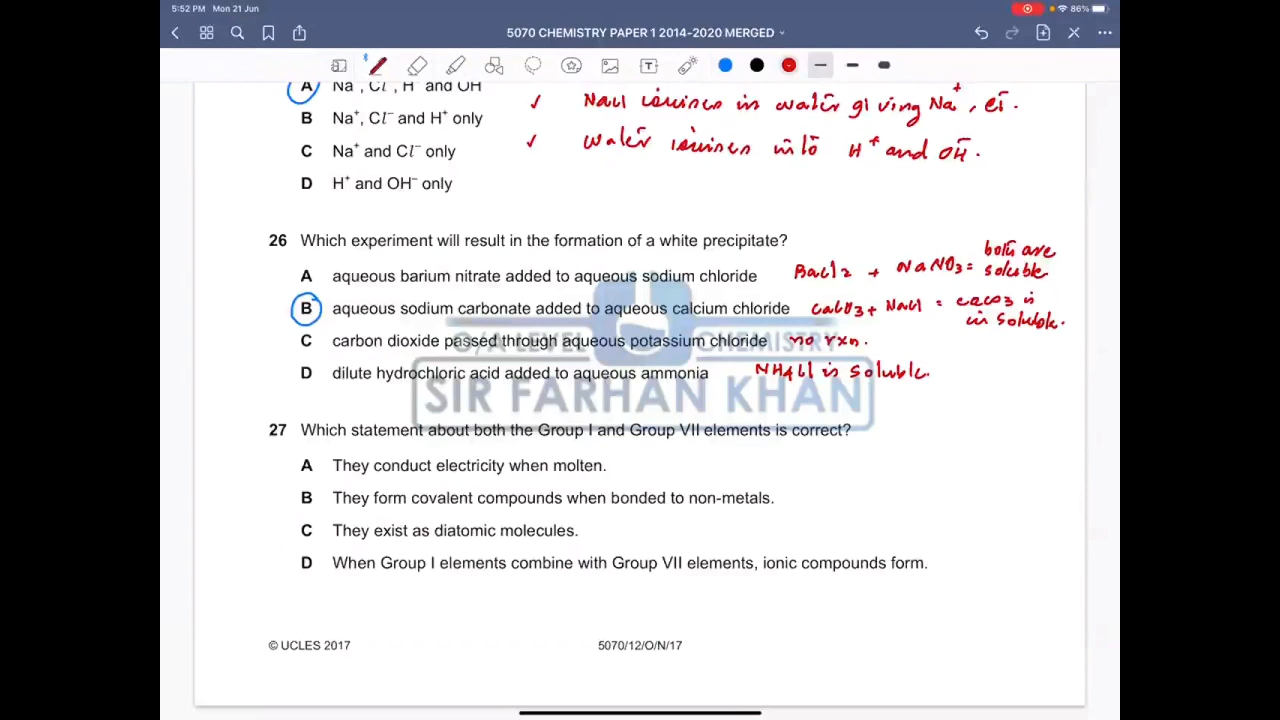 5:52 PM Mon 21 Jun
86%
5070 CHEMISTRY PAPER 1 2014-2020 MERGED
A Na⁺, Cl⁻, H⁺ and OH⁻
✓ NaCl ionises in water giving Na⁺, Cl⁻.
B Na⁺, Cl⁻ and H⁺ only
✓ water ionises into H⁺ and OH⁻.
C Na⁺ and Cl⁻ only
D H⁺ and OH⁻ only
26 Which experiment will result in the formation of a white precipitate?
A aqueous barium nitrate added to aqueous sodium chloride
BaCl2 + NaNO3 = both are soluble
B aqueous sodium carbonate added to aqueous calcium chloride
CaCO3 + NaCl = CaCO3 is insoluble.
C carbon dioxide passed through aqueous potassium chloride no rxn.
D dilute hydrochloric acid added to aqueous ammonia NH4Cl is soluble.
O/A LEVEL CHEMISTRY
SIR FARHAN KHAN
27 Which statement about both the Group I and Group VII elements is correct?
A They conduct electricity when molten.
B They form covalent compounds when bonded to non-metals.
C They exist as diatomic molecules.
D When Group I elements combine with Group VII elements, ionic compounds form.
© UCLES 2017 5070/12/O/N/17